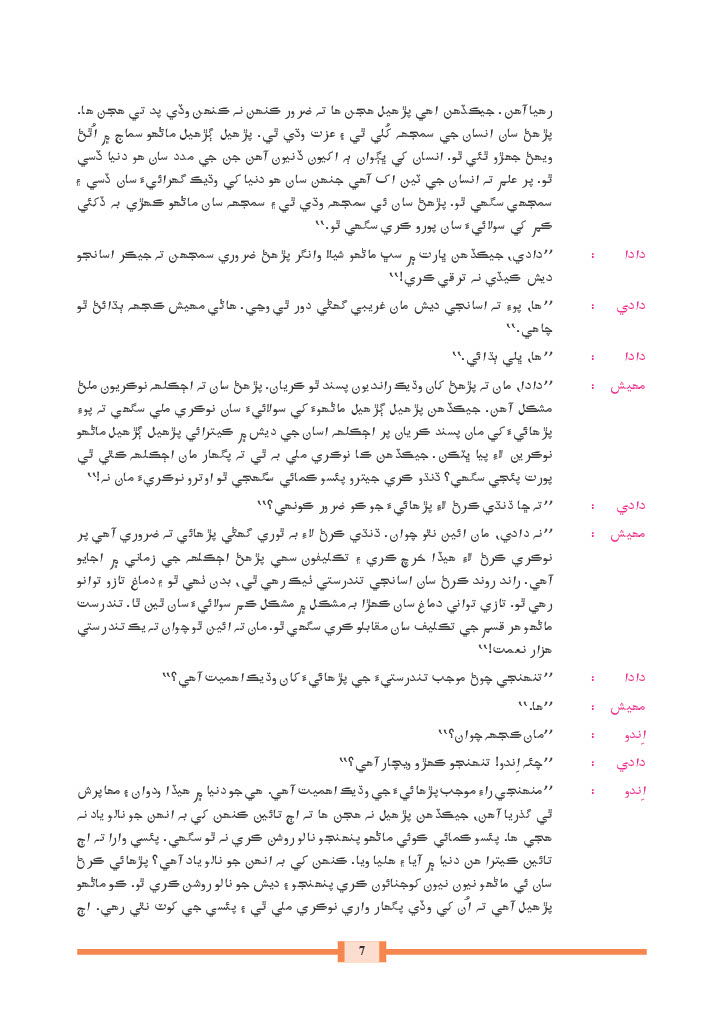 رهيا آهن. جيڪڏهن اهي پڙهيل هجن ها ته ضرور ڪنهن نه ڪنهن وڏي پد تي هجن ها.
پڙهڻ سان انسان جي سمجهه کُلي ٿي ۽ عزت وڌي ٿي. پڙهيل ڳڙهيل ماڻهو سماج ۾ اُٿڻ
ويهڻ جهڙو ٿئي ٿو. انسان کي ڀڳوان ٻه اکيون ڏنيون آهن جن جي مدد سان هو دنيا ڏسي
ٿو. پر علم ته انسان جي ٽين اک آهي جنهن سان هو دنيا کي وڌيڪ گهرائيءَ سان ڏسي ۽
سمجهي سگهي ٿو. پڙهڻ سان ئي سمجهه وڌي ٿي ۽ سمجهه سان ماڻهو ڪهڙي به ڏکئي
ڪم کي سولائيءَ سان پورو ڪري سگهي ٿو.“
دادا : ”دادي، جيڪڏهن ڀارت ۾ سڀ ماڻهو شيلا وانگر پڙهڻ ضروري سمجهن ته جيڪر اسانجو
ديش ڪيڏي نه ترقي ڪري!“
دادي : ”ها، پوءِ ته اسانجي ديش مان غريبي گهڻي دور ٿي وڃي. هاڻي مهيش ڪجهه ٻڌائڻ ٿو
چاهي.“
دادا : ”ها، ڀلي ٻڌائي.“
مهيش : ”دادا، مان ته پڙهڻ کان وڌيڪ رانديون پسند ٿو ڪريان. پڙهڻ سان ته اڄڪلهه نوڪريون ملڻ
مشڪل آهن. جيڪڏهن پڙهيل ڳڙهيل ماڻهوءَ کي سولائيءَ سان نوڪري ملي سگهي ته پوءِ
پڙهائيءَ کي مان پسند ڪريان پر اڄڪلهه اسان جي ديش ۾ ڪيترائي پڙهيل ڳڙهيل ماڻهو
نوڪرين لاءِ پيا ڀٽڪن. جيڪڏهن ڪا نوڪري ملي به ٿي ته پگهار مان اڄڪلهه ڪٿي ٿي
پورت پئجي سگهي؟ ڌنڌو ڪري جيترو پئسو ڪمائي سگهجي ٿو اوترو نوڪريءَ مان نه!“
دادي : ”ته ڇا ڌنڌي ڪرڻ لاءِ پڙهائيءَ جو ڪو ضرور ڪونهي؟“
مهيش : ”نه دادي، مان ائين نٿو چوان. ڌنڌي ڪرڻ لاءِ به ٿوري گهڻي پڙهائي ته ضروري آهي پر
نوڪري ڪرڻ لاءِ هيڏا خرچ ڪري ۽ تڪليفون سهي پڙهڻ اڄڪلهه جي زماني ۾ اجايو
آهي. راند روند ڪرڻ سان اسانجي تندرستي ٺيڪ رهي ٿي، بدن ٺهي ٿو ۽ دماغ تازو توانو
رهي ٿو. تازي تواني دماغ سان ڪهڙا به مشڪل ۾ مشڪل ڪم سولائيءَ سان ٿين ٿا. تندرست
ماڻهو هر قسم جي تڪليف سان مقابلو ڪري سگهي ٿو. مان ته ائين ٿو چوان ته يڪ تندرستي
هزار نعمت!“
دادا : ”تنهنجي چوڻ موجب تندرستيءَ جي پڙهائيءَ کان وڌيڪ اهميت آهي؟“
مهيش : ”ها.“
اِندو : ”مان ڪجهه چوان؟“
دادي : ”چئه اِندو! تنهنجو ڪهڙو ويچار آهي؟“
اِندو : ”منهنجي راءِ موجب پڙهائيءَ جي وڌيڪ اهميت آهي. هي جو دنيا ۾ هيڏا ودوان ۽ مهاپرش
ٿي گذريا آهن، جيڪڏهن پڙهيل نه هجن ها ته اڄ تائين ڪنهن کي به انهن جو نالو ياد نه
هجي ها. پئسو ڪمائي ڪوئي ماڻهو پنهنجو نالو روشن ڪري نه ٿو سگهي. پئسي وارا ته اڄ
تائين ڪيترا هن دنيا ۾ آيا ۽ هليا ويا. ڪنهن کي به انهن جو نالو ياد آهي؟ پڙهائي ڪرڻ
سان ئي ماڻهو نيون نيون کوجنائون ڪري پنهنجو ۽ ديش جو نالو روشن ڪري ٿو. ڪو ماڻهو
پڙهيل آهي ته اُن کي وڏي پگهار واري نوڪري ملي ٿي ۽ پئسي جي کوٽ نٿي رهي. اڄ
7